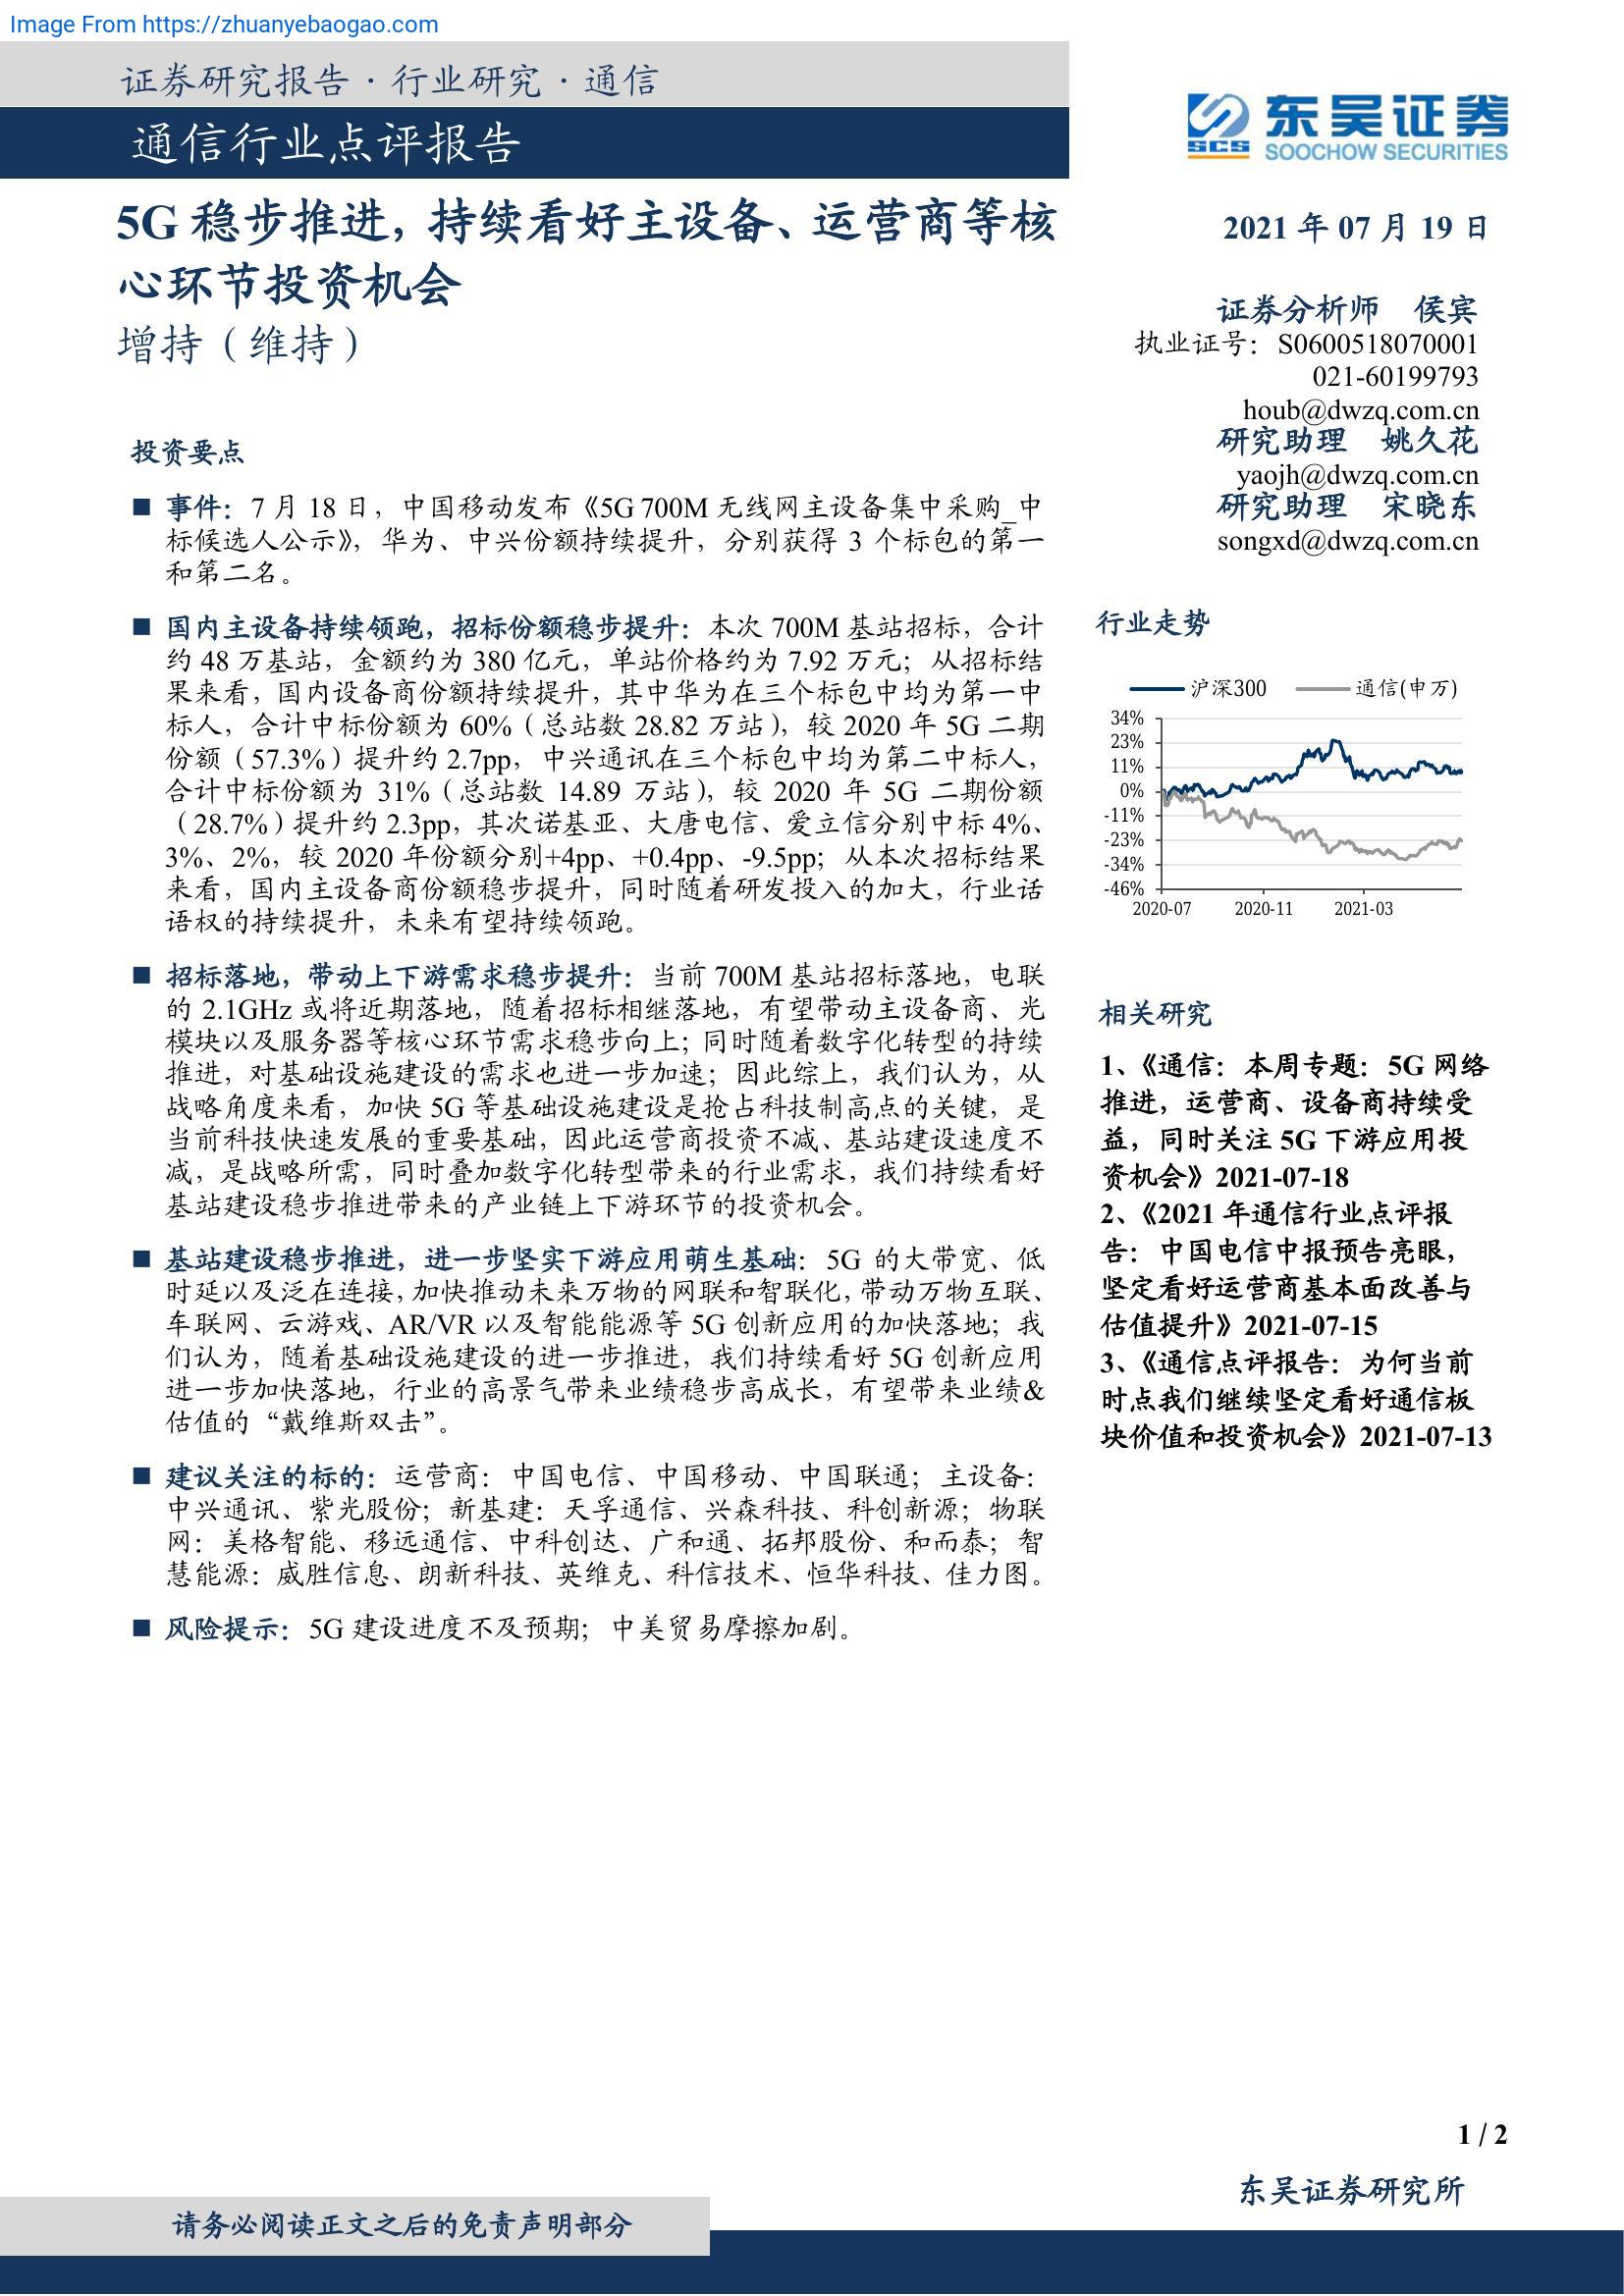 Image From https://zhuanyebaogao.com
证券研究报告·行业研究·通信
通信行业点评报告
SCS
东吴证券
SOOCHOW SECURITIES
5G 稳步推进，持续看好主设备、运营商等核
心环节投资机会
增持（维持）
投资要点
■ 事件：7 月 18 日，中国移动发布《5G 700M 无线网主设备集中采购_中
标候选人公示》，华为、中兴份额持续提升，分别获得 3 个标包的第一
和第二名。
■ 国内主设备持续领跑，招标份额稳步提升：本次 700M 基站招标，合计
约 48 万基站，金额约为 380 亿元，单站价格约为 7.92 万元；从招标结
果来看，国内设备商份额持续提升，其中华为在三个标包中均为第一中
标人，合计中标份额为 60%（总站数 28.82 万站），较 2020 年 5G 二期
份额（57.3%）提升约 2.7pp，中兴通讯在三个标包中均为第二中标人，
合计中标份额为 31%（总站数 14.89 万站），较 2020 年 5G 二期份额
（28.7%）提升约 2.3pp，其次诺基亚、大唐电信、爱立信分别中标 4%、
3%、2%，较 2020 年份额分别+4pp、+0.4pp、-9.5pp；从本次招标结果
来看，国内主设备商份额稳步提升，同时随着研发投入的加大，行业话
语权的持续提升，未来有望持续领跑。
■ 招标落地，带动上下游需求稳步提升：当前 700M 基站招标落地，电联
的 2.1GHz 或将近期落地，随着招标相继落地，有望带动主设备商、光
模块以及服务器等核心环节需求稳步向上；同时随着数字化转型的持续
推进，对基础设施建设的需求也进一步加速；因此综上，我们认为，从
战略角度来看，加快 5G 等基础设施建设是抢占科技制高点的关键，是
当前科技快速发展的重要基础，因此运营商投资不减、基站建设速度不
减，是战略所需，同时叠加数字化转型带来的行业需求，我们持续看好
基站建设稳步推进带来的产业链上下游环节的投资机会。
■ 基站建设稳步推进，进一步坚实下游应用萌生基础：5G 的大带宽、低
时延以及泛在连接，加快推动未来万物的网联和智联化，带动万物互联、
车联网、云游戏、AR/VR 以及智能能源等 5G 创新应用的加快落地；我
们认为，随着基础设施建设的进一步推进，我们持续看好 5G 创新应用
进一步加快落地，行业的高景气带来业绩稳步高成长，有望带来业绩&
估值的“戴维斯双击”。
■ 建议关注的标的：运营商：中国电信、中国移动、中国联通；主设备：
中兴通讯、紫光股份；新基建：天孚通信、兴森科技、科创新源；物联
网：美格智能、移远通信、中科创达、广和通、拓邦股份、和而泰；智
慧能源：威胜信息、朗新科技、英维克、科信技术、恒华科技、佳力图。
■ 风险提示：5G 建设进度不及预期；中美贸易摩擦加剧。
2021 年 07 月 19 日
证券分析师 侯宾
执业证号：S0600518070001
021-60199793
houb@dwzq.com.cn
研究助理 姚久花
yaojh@dwzq.com.cn
研究助理 宋晓东
songxd@dwzq.com.cn
行业走势
沪深300 通信(申万)
34%
23%
11%
0%
-11%
-23%
-34%
-46%
2020-07 2020-11 2021-03
相关研究
1、《通信：本周专题：5G 网络
推进，运营商、设备商持续受
益，同时关注 5G 下游应用投
资机会》2021-07-18
2、《2021 年通信行业点评报
告：中国电信中报预告亮眼，
坚定看好运营商基本面改善与
估值提升》2021-07-15
3、《通信点评报告：为何当前
时点我们继续坚定看好通信板
块价值和投资机会》2021-07-13
1 / 2
东吴证券研究所
请务必阅读正文之后的免责声明部分